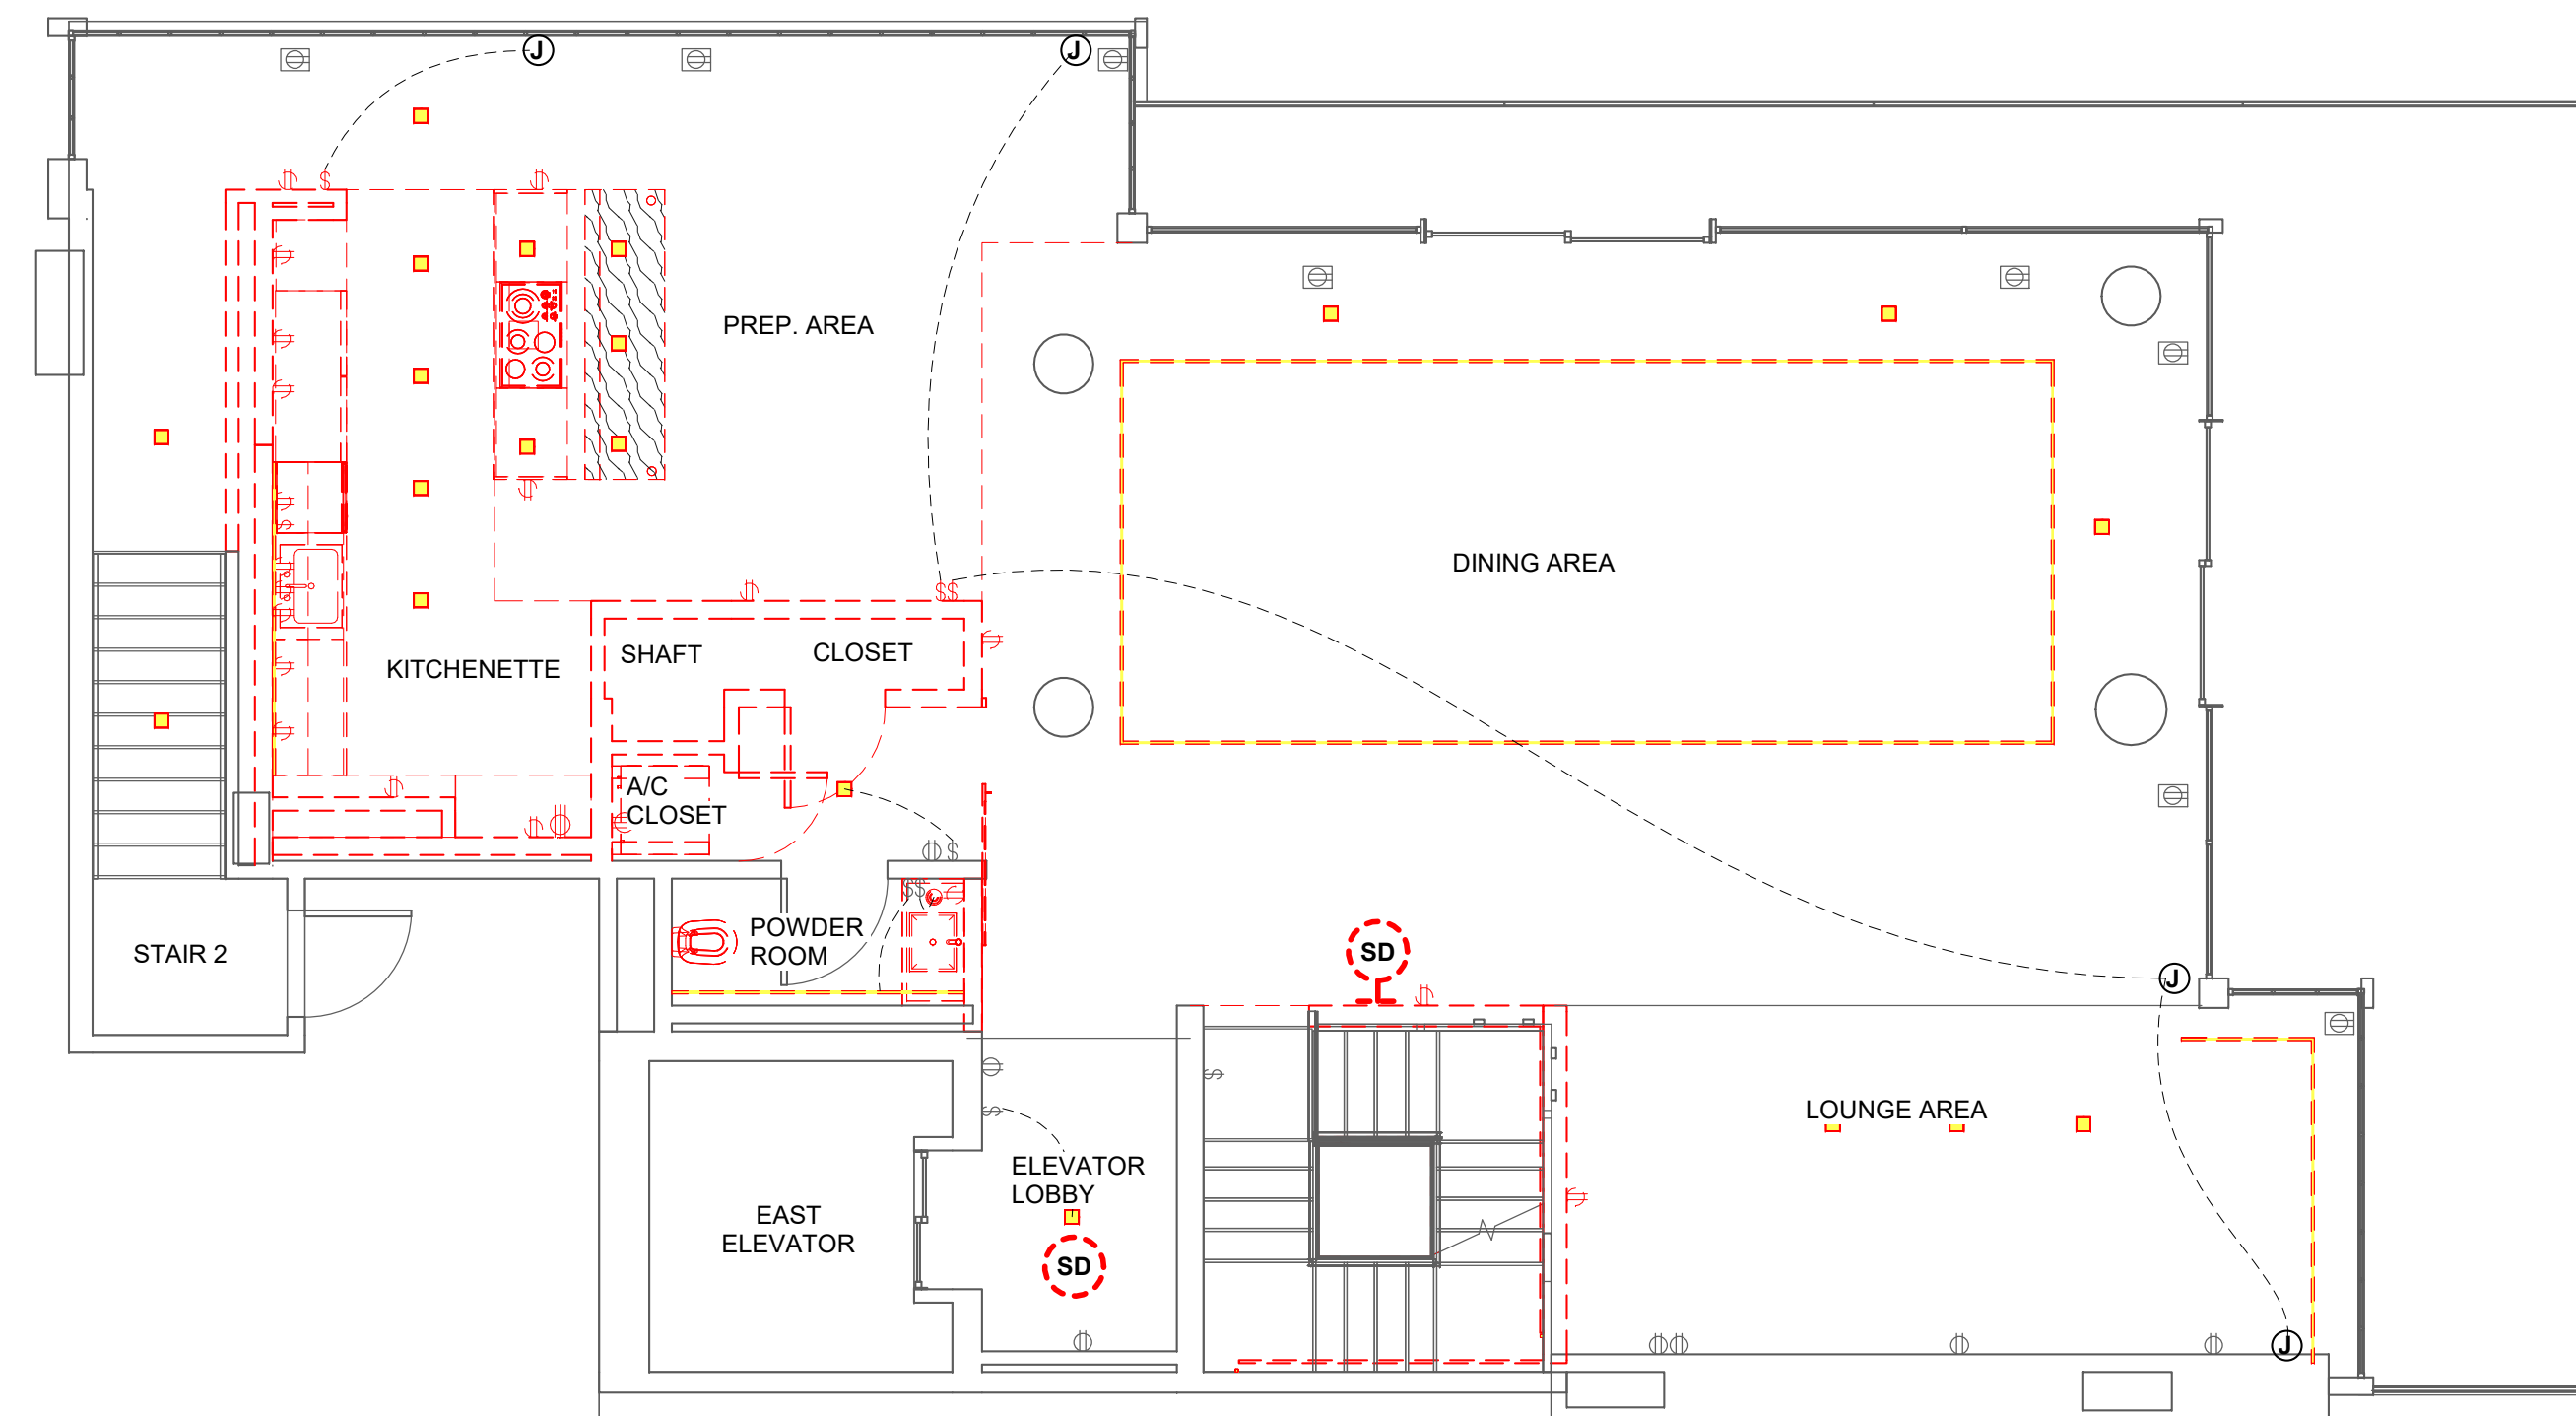 J
J
PREP. AREA
DINING AREA
$
$
$$
SHAFT
CLOSET
KITCHENETTE
A/C
CLOSET
$
$$
POWDER
ROOM
STAIR 2
SD
J
$
$
LOUNGE AREA
ELEVATOR
LOBBY
EAST
ELEVATOR
SD
J